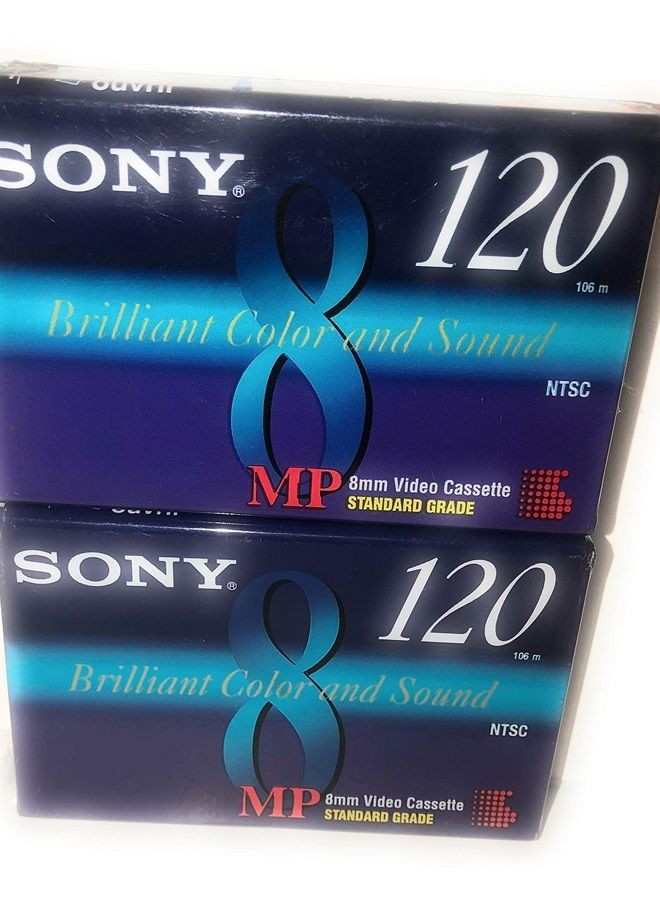 SONY®
120
106 m
8
Brilliant Color and Sound
NTSC
MP 8mm Video Cassette
STANDARD GRADE
SONY®
120
106 m
8
Brilliant Color and Sound
NTSC
MP 8mm Video Cassette
STANDARD GRADE